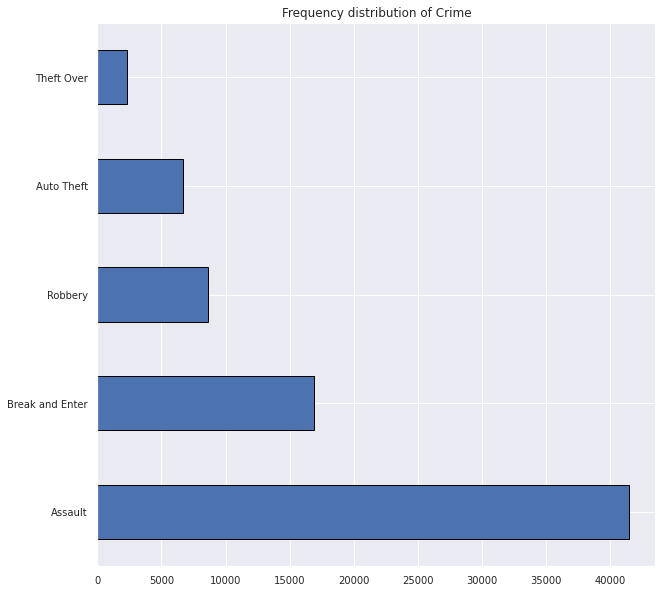 Frequency distribution of Crime
Theft Over
Auto Theft
Robbery
Break and Enter
Assault
0 5000 10000 15000 20000 25000 30000 35000 40000